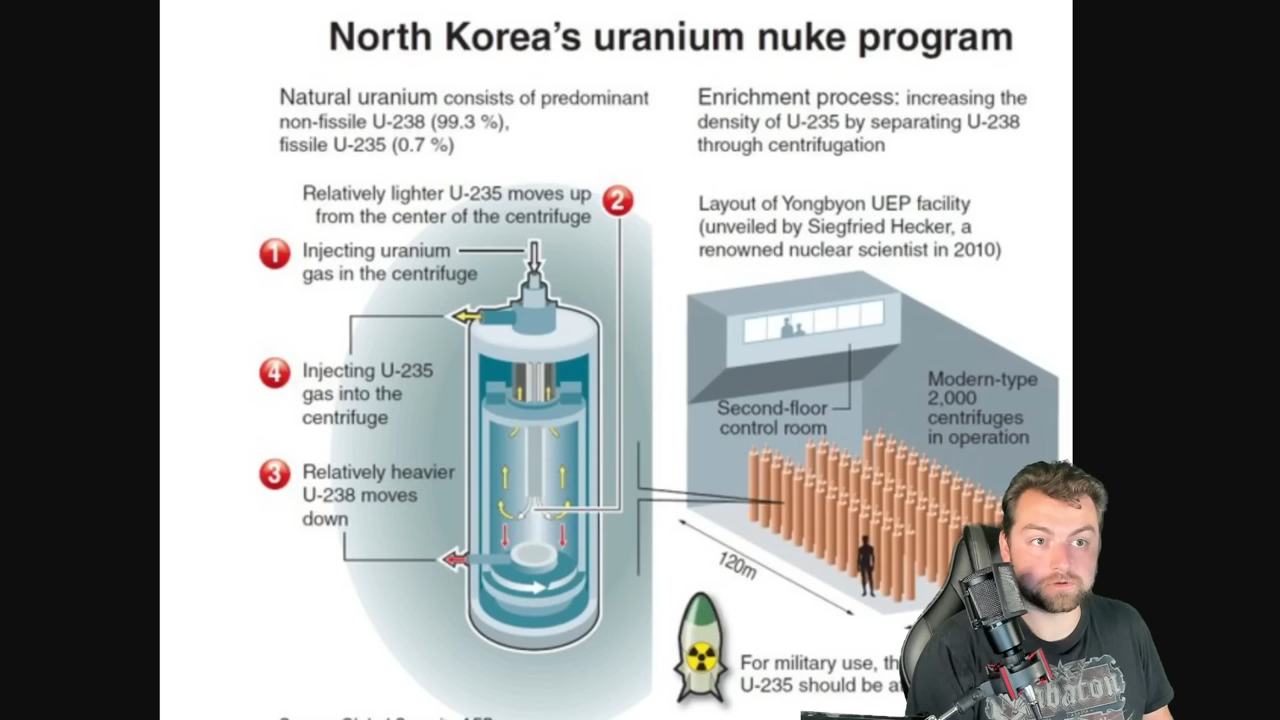 North Korea's uranium nuke program
Natural uranium consists of predominant
non-fissile U-238 (99.3 %),
fissile U-235 (0.7 %)
Enrichment process: increasing the
density of U-235 by separating U-238
through centrifugation
Relatively lighter U-235 moves up
from the center of the centrifuge
2
1
Injecting uranium
gas in the centrifuge
4
Injecting U-235
gas into the
centrifuge
3
Relatively heavier
U-238 moves
down
Layout of Yongbyon UEP facility
(unveiled by Siegfried Hecker, a
renowned nuclear scientist in 2010)
Second-floor
control room
Modern-type
2,000
centrifuges
in operation
120m
For military use, th
U-235 should be a